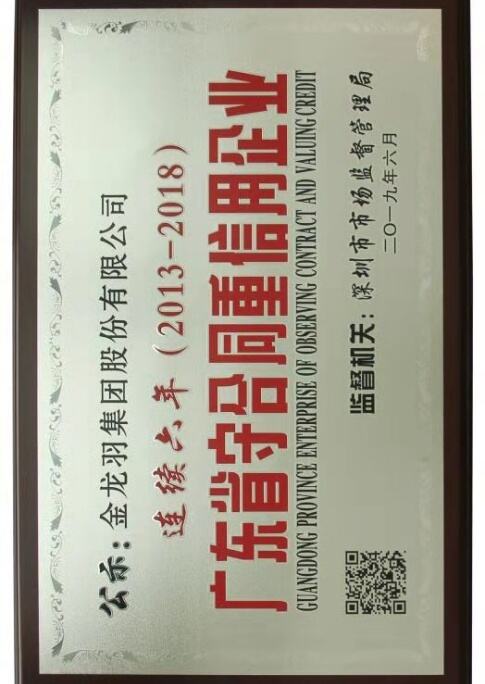 公示：金龙羽集团股份有限公司
连续六年（2013-2018）
广东省守合同重信用企业
GUANGDONG PROVINCE ENTERPRISE OF OBSERVING CONTRACT AND VALUING CREDIT
监督机关：深圳市市场监督管理局
二〇一九年六月